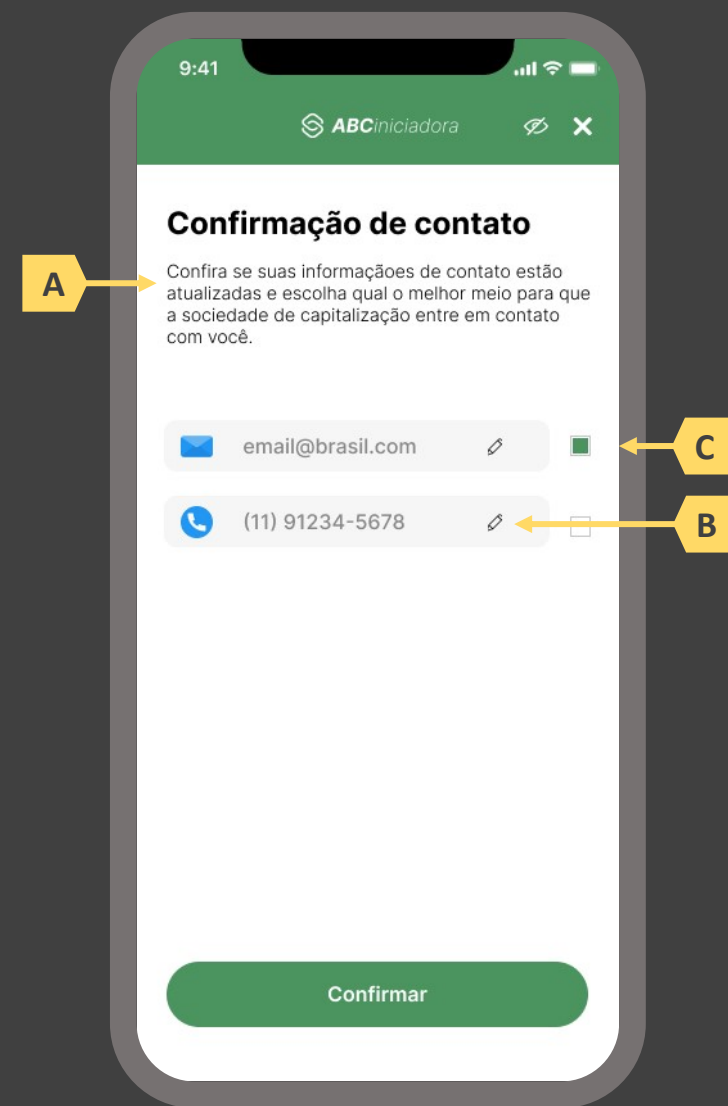 9:41
ABCiniciadora
Confirmação de contato
A
Confira se suas informaçãoes de contato estão
atualizadas e escolha qual o melhor meio para que
a sociedade de capitalização entre em contato
com você.
email@brasil.com
C
(11) 91234-5678
B
Confirmar